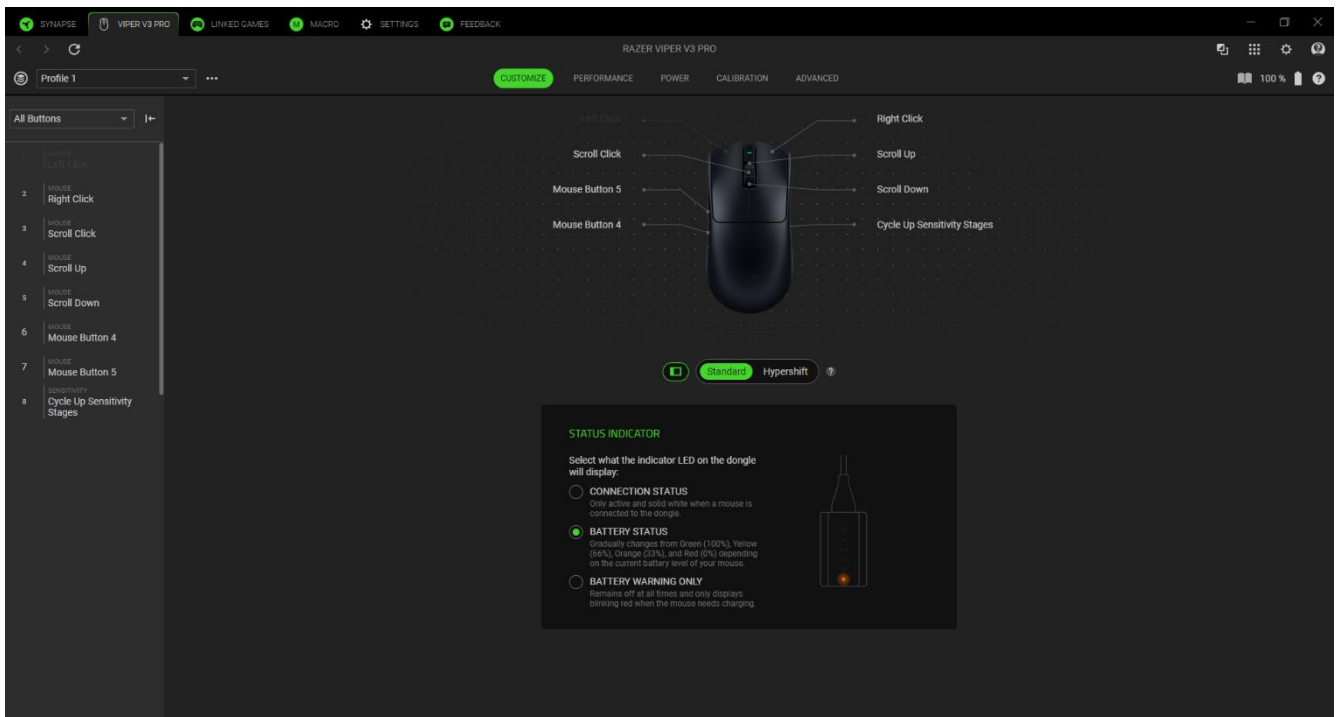 SYNAPSE
VIPER V3 PRO
LINKED GAMES
M
MACRO
SETTINGS
FEEDBACK
RAZER VIPER V3 PRO
Profile 1
CUSTOMIZE
PERFORMANCE
POWER
CALIBRATION
ADVANCED
100 %
All Buttons
1
MOUSE
Left Click
2
MOUSE
Right Click
3
MOUSE
Scroll Click
4
MOUSE
Scroll Up
5
MOUSE
Scroll Down
6
MOUSE
Mouse Button 4
7
MOUSE
Mouse Button 5
8
SENSITIVITY
Cycle Up Sensitivity
Stages
Left Click
Scroll Click
Mouse Button 5
Mouse Button 4
Right Click
Scroll Up
Scroll Down
Cycle Up Sensitivity Stages
Standard
Hypershift
?
STATUS INDICATOR
Select what the indicator LED on the dongle
will display:
CONNECTION STATUS
Only active and solid white when a mouse is
connected to the dongle.
BATTERY STATUS
Gradually changes from Green (100%), Yellow
(66%), Orange (33%), and Red (0%) depending
on the current battery level of your mouse.
BATTERY WARNING ONLY
Remains off at all times and only displays
blinking red when the mouse needs charging.